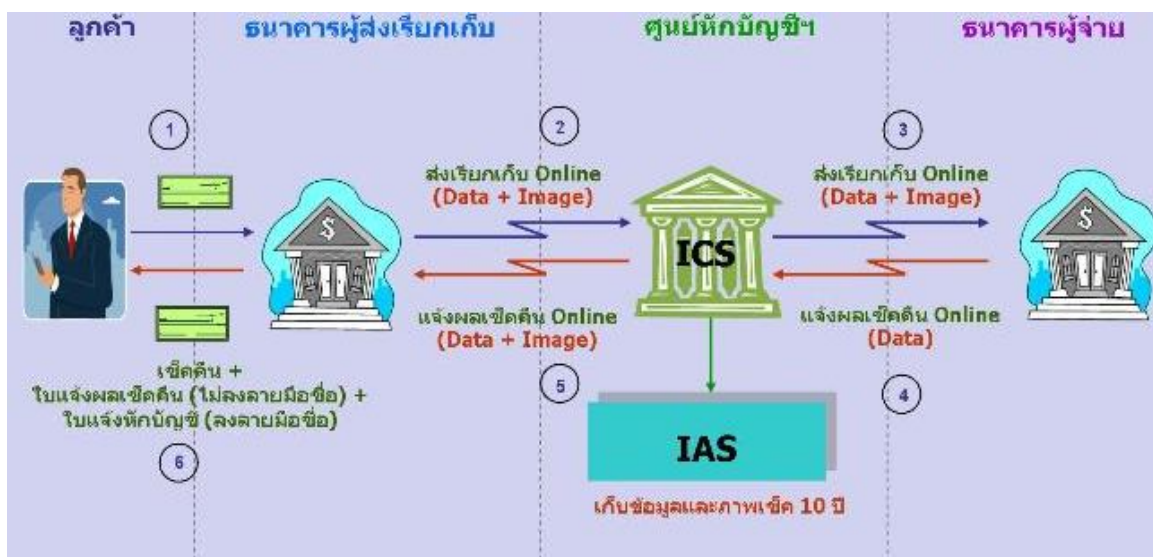 ลูกค้า
ธนาคารผู้ส่งเรียกเก็บ
ศูนย์หักบัญชีฯ
ธนาคารผู้จ่าย
1
2
3
ส่งเรียกเก็บ Online
(Data + Image)
ส่งเรียกเก็บ Online
(Data + Image)
$
ICS
$
แจ้งผลเช็คคืน Online
(Data + Image)
แจ้งผลเช็คคืน Online
(Data)
เช็คคืน +
ใบแจ้งผลเช็คคืน (ไม่ลงลายมือชื่อ) +
ใบแจ้งหักบัญชี (ลงลายมือชื่อ)
5
4
6
IAS
เก็บข้อมูลและภาพเช็ค 10 ปี